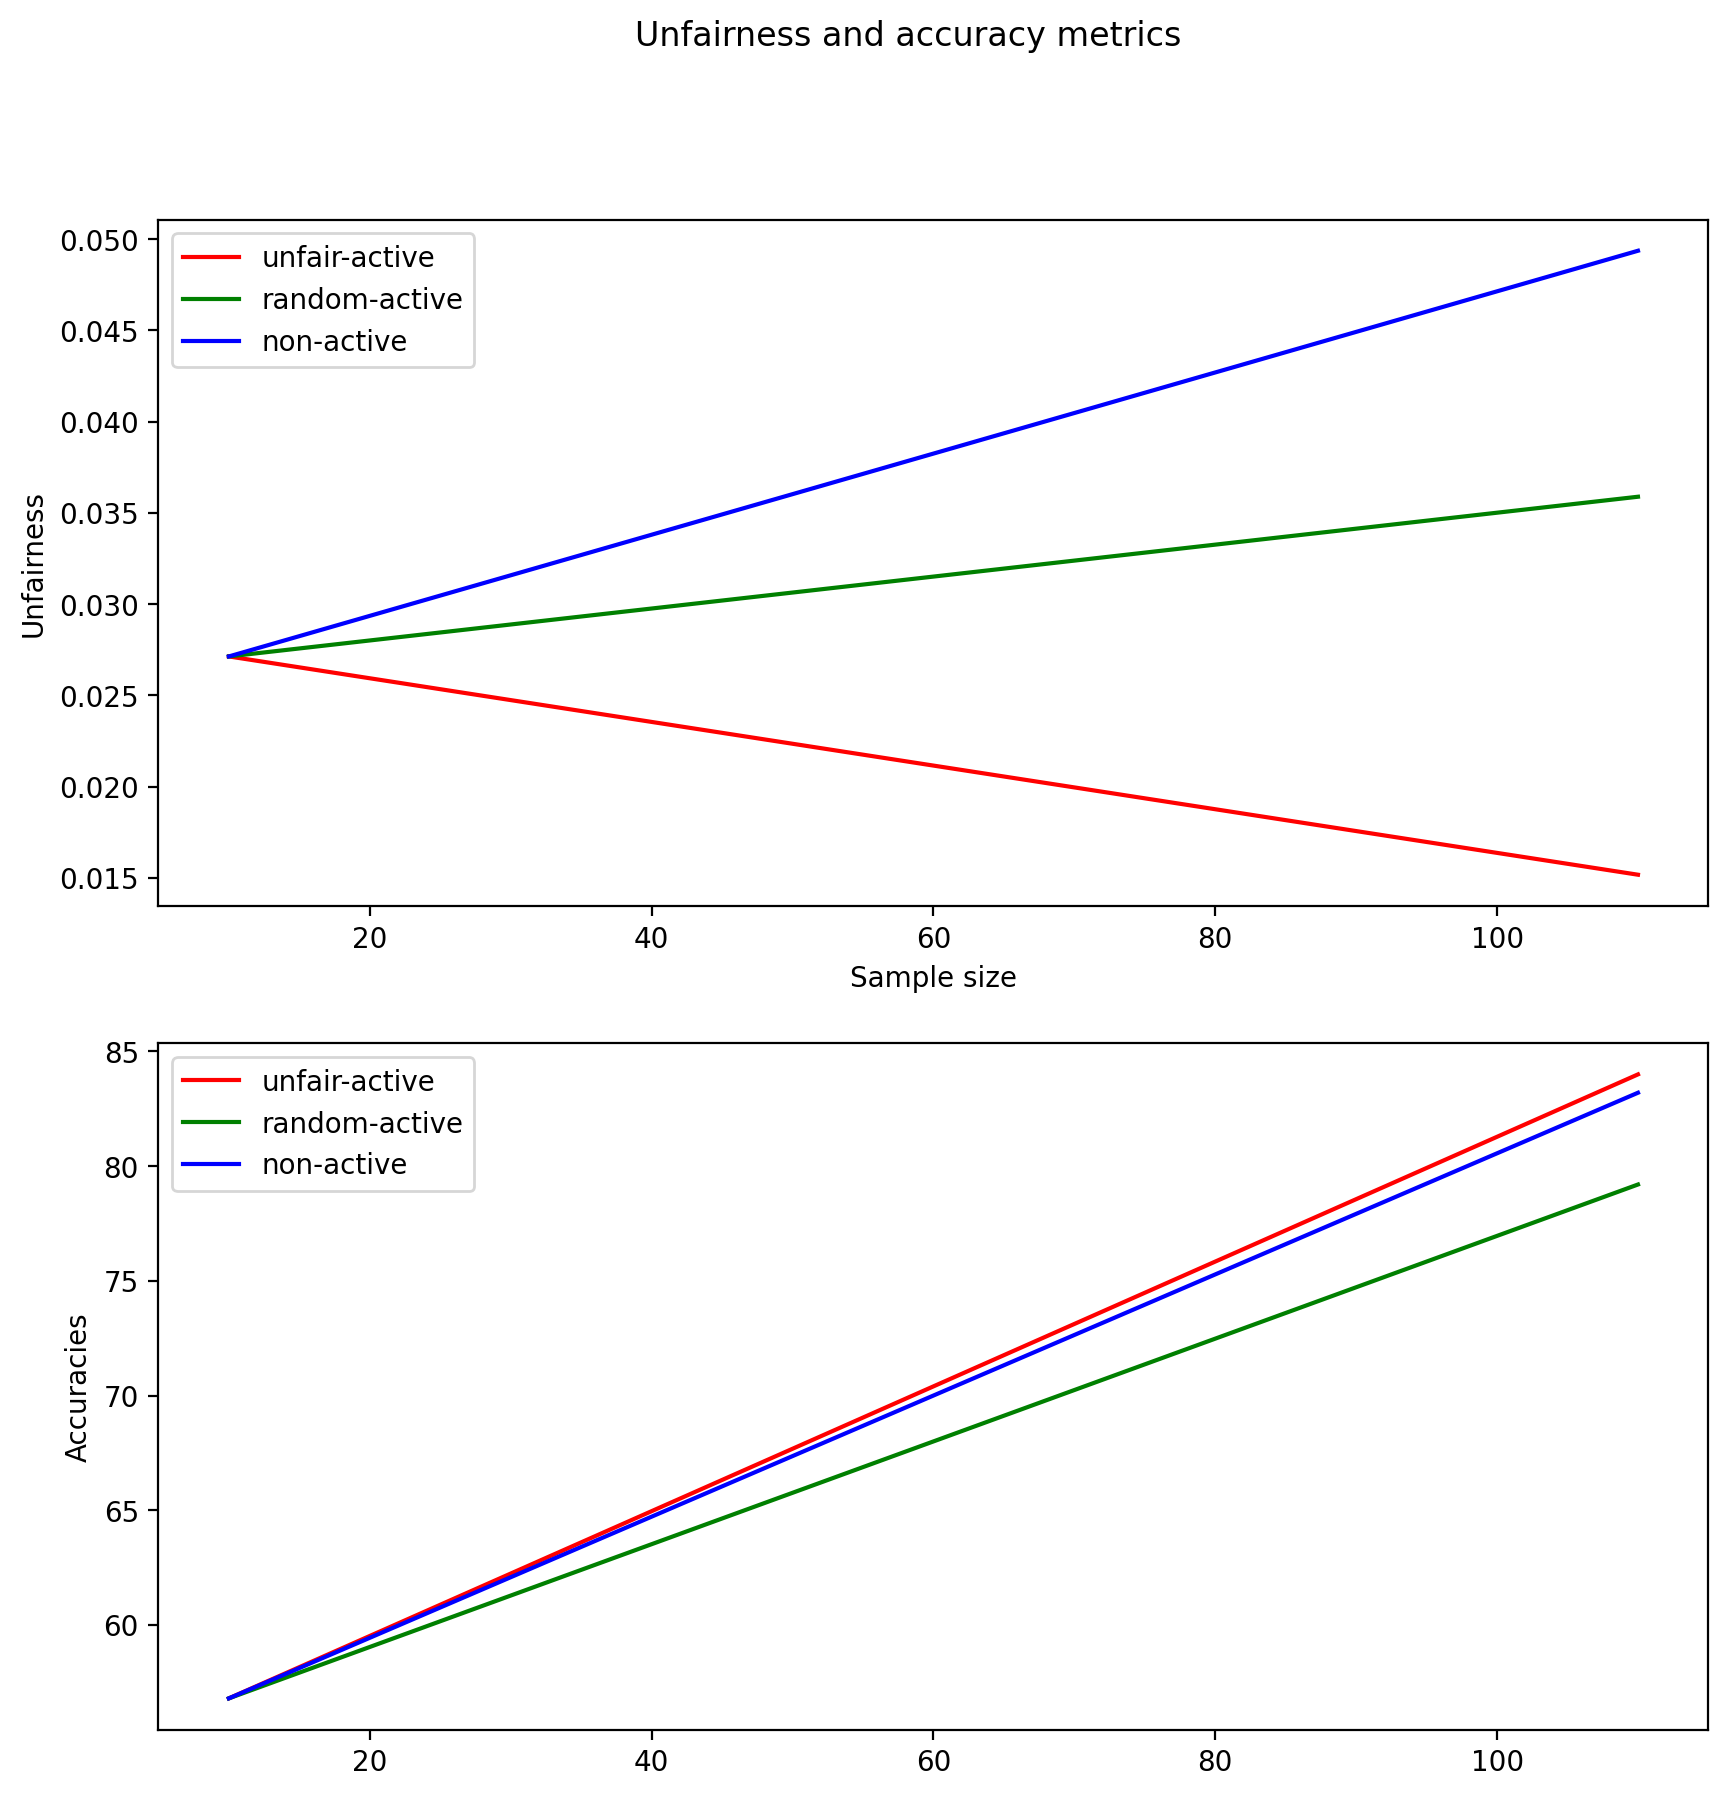 Unfairness and accuracy metrics
unfair-active
random-active
non-active
0.050
0.045
0.040
0.035
0.030
0.025
0.020
0.015
Unfairness
20 40 60 80 100
Sample size
unfair-active
random-active
non-active
85
80
75
70
65
60
Accuracies
20 40 60 80 100